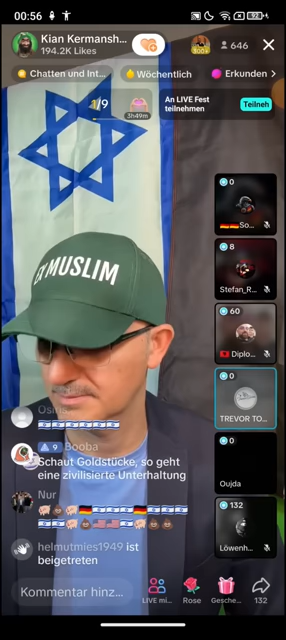 00:56
92
Kian Kermansh...
194.2K Likes
646
Chatten und Int...
Wöchentlich
Erkunden
/9
3h49m
An LIVE Fest
teilnehmen
Teilneh
EX MUSLIM
0
So...
8
Stefan_R...
60
Diplo...
0
TREVOR TO...
0
Oujda
132
Löwenh...
9 Booba
Schaut Goldstücke, so geht
eine zivilisierte Unterhaltung
Nur
helmutmies1949 ist
beigetreten
Kommentar hinz...
LIVE mi...
Rose
Gesche...
132